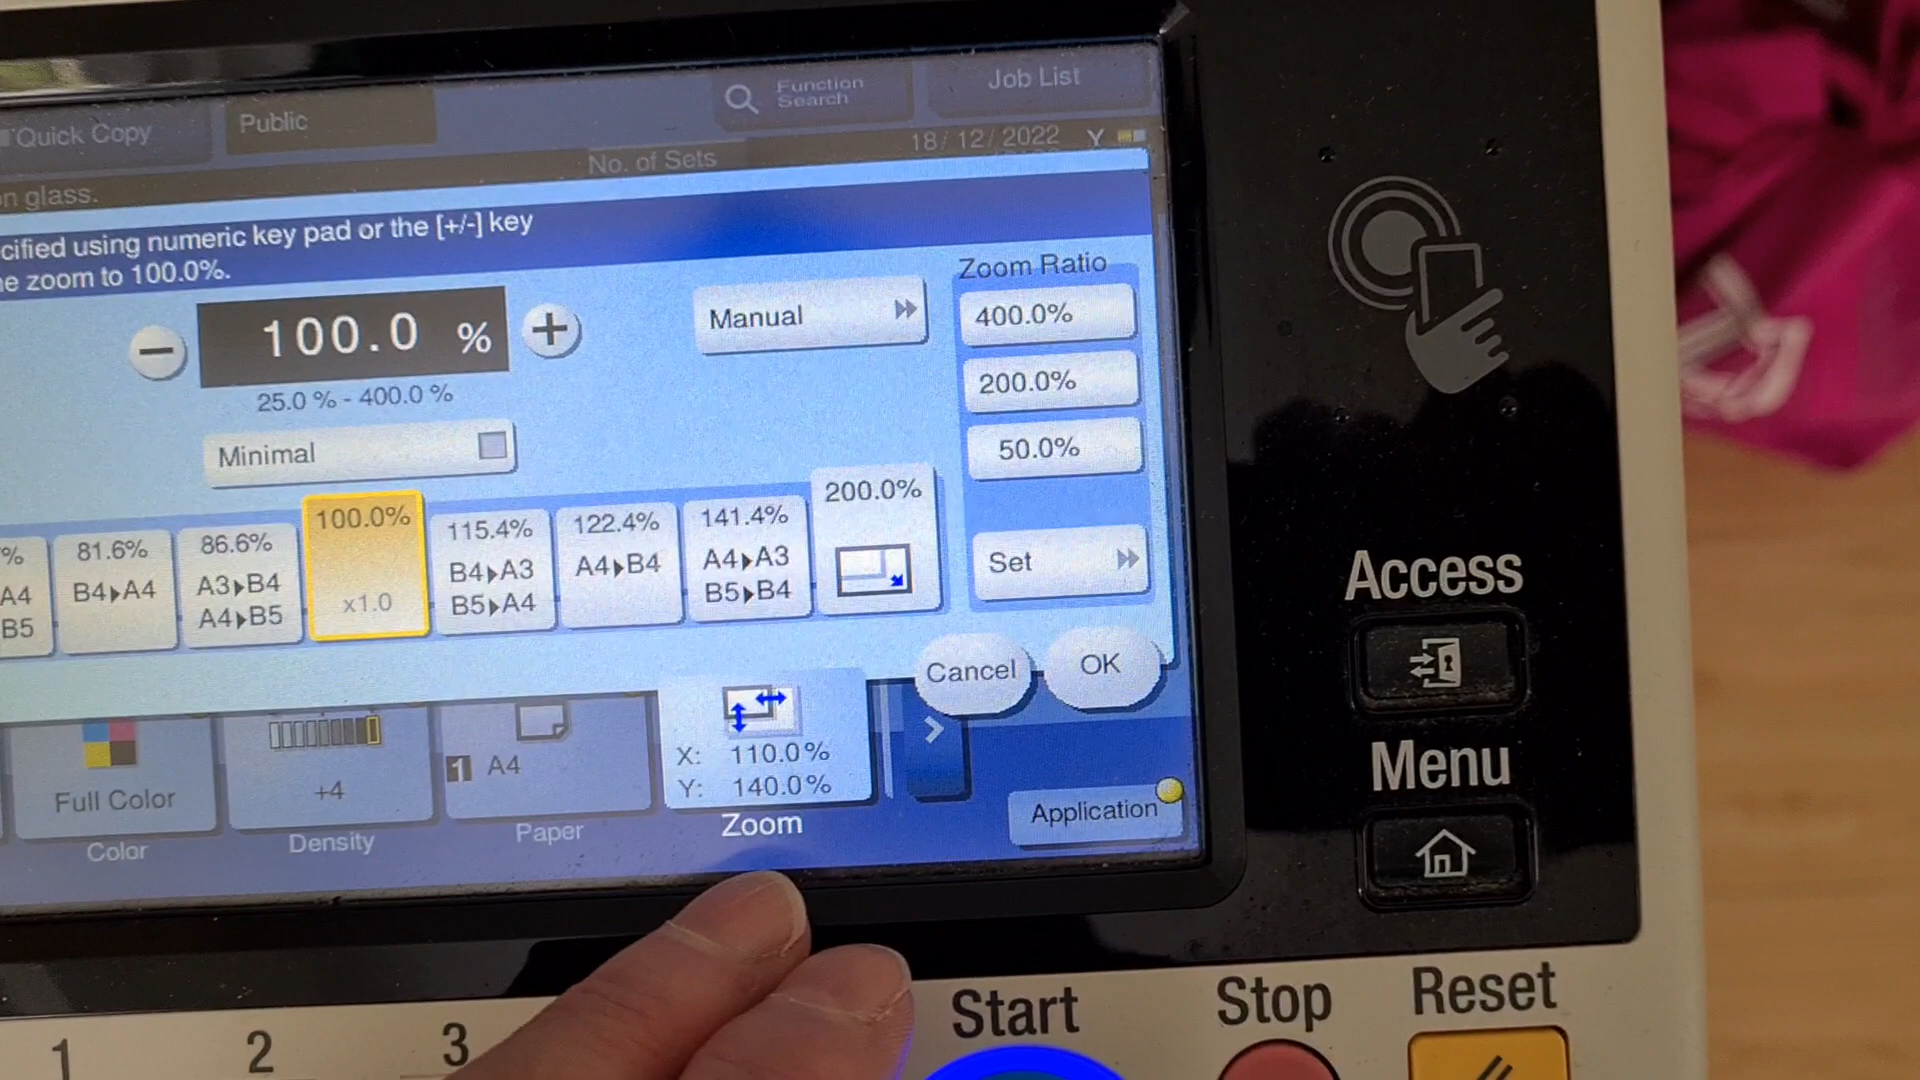 Quick Copy
Public
Function
Search
Job List
18/12/2022
No. of Sets
n glass.
cified using numeric key pad or the [+/-] key
e zoom to 100.0%.
100.0 %
25.0 % - 400.0 %
Manual
Minimal
Zoom Ratio
400.0%
200.0%
50.0%
Set
%
A4
B5
81.6%
B4▸A4
86.6%
A3▸B4
A4▸B5
100.0%
x1.0
115.4%
B4▸A3
B5▸A4
122.4%
A4▸B4
141.4%
A4▸A3
B5▸B4
200.0%
Cancel
OK
Full Color
Color
+4
Density
1 A4
Paper
X: 110.0%
Y: 140.0%
Zoom
Application
Y
Access
Menu
Start
Stop
Reset
1
2
3